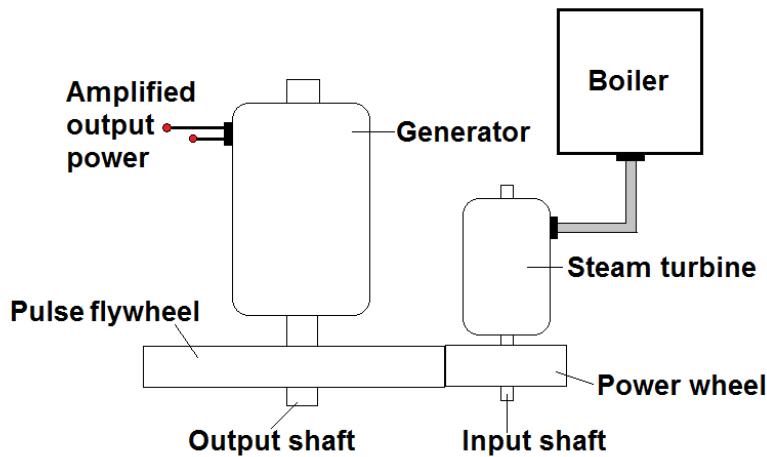 Boiler
Amplified
output
power
Generator
Steam turbine
Pulse flywheel
Power wheel
Output shaft
Input shaft